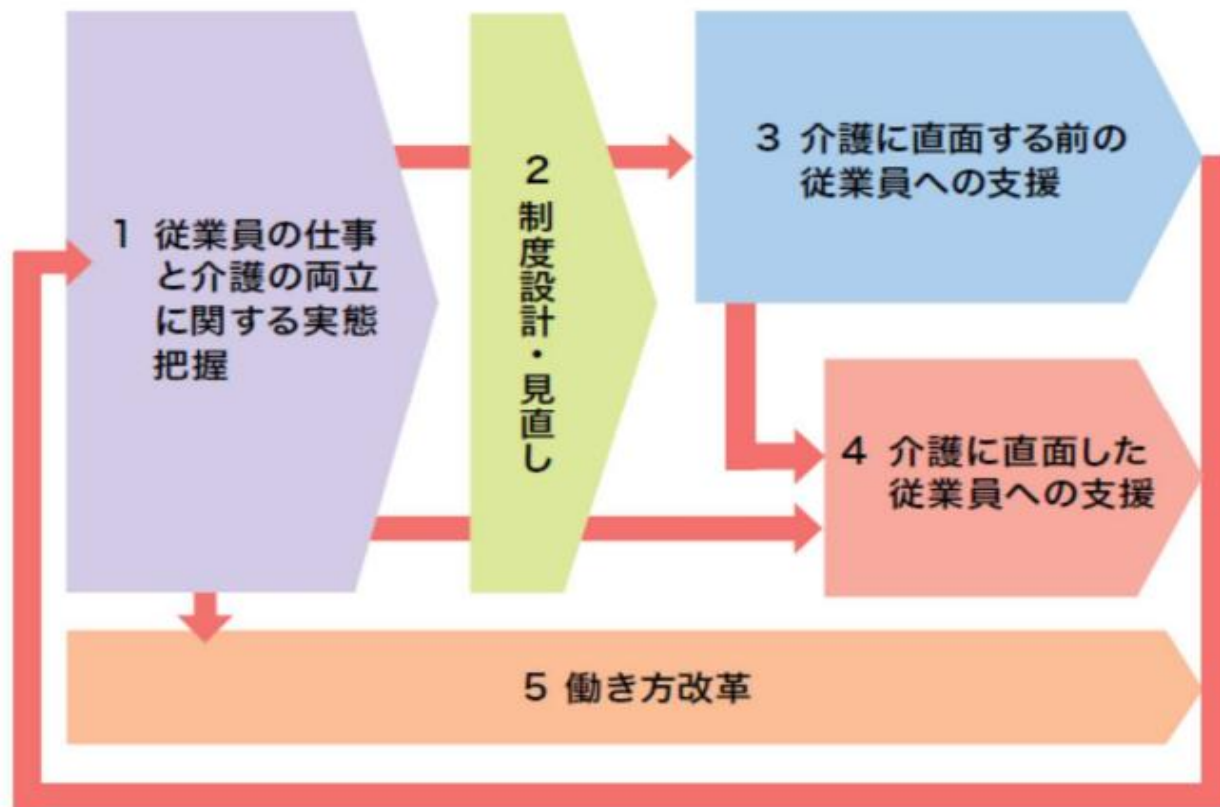 1 従業員の仕事
と介護の両立
に関する実態
把握
2 制度設計・見直し
3 介護に直面する前の
従業員への支援
4 介護に直面した
従業員への支援
5 働き方改革